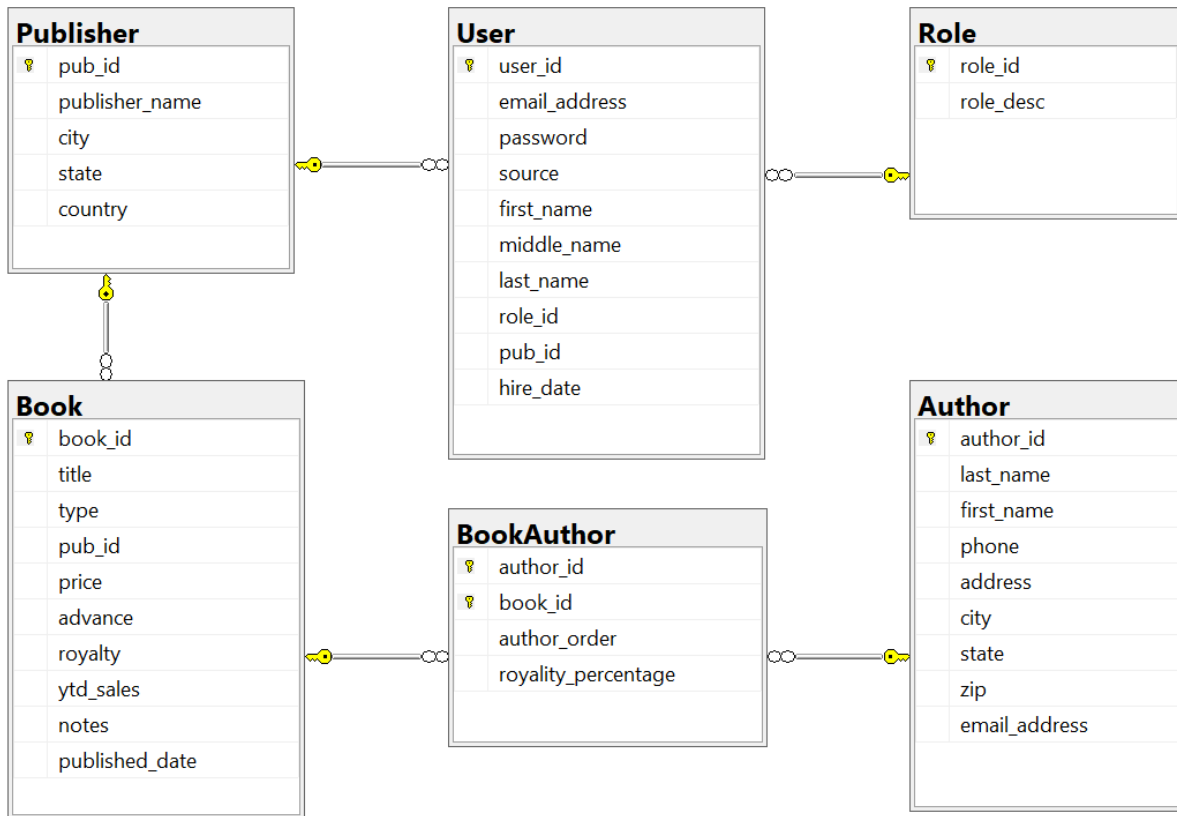 Publisher
pub_id
publisher_name
city
state
country
User
user_id
email_address
password
source
first_name
middle_name
last_name
role_id
pub_id
hire_date
Role
role_id
role_desc
Book
book_id
title
type
pub_id
price
advance
royalty
ytd_sales
notes
published_date
BookAuthor
author_id
book_id
author_order
royality_percentage
Author
author_id
last_name
first_name
phone
address
city
state
zip
email_address